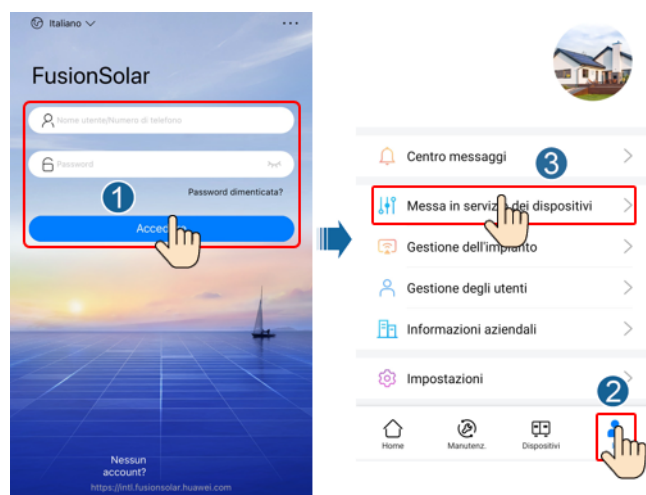 Italiano
FusionSolar
Nome utente/Numero di telefono
Password
1
Password dimenticata?
Nessun
account?
https://intl.fusionsolar.huawei.com
Centro messaggi
3
Messa in servizio dei dispositivi
Gestione dell'impianto
Gestione degli utenti
Informazioni aziendali
Impostazioni
2
Home
Manutenz.
Dispositivi